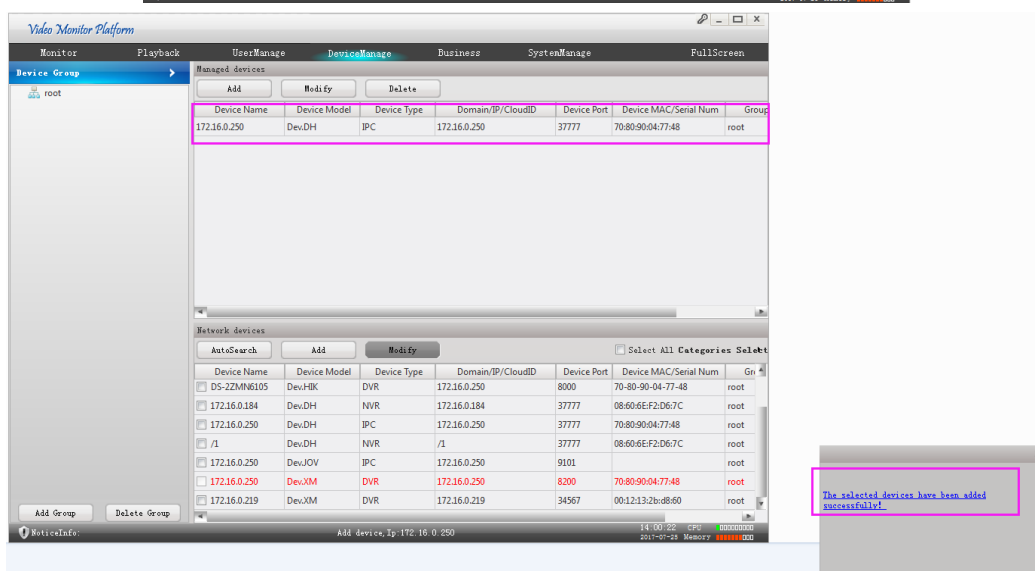 Video Monitor Platform
Monitor Playback UserManage DeviceManage Business SystemManage FullScreen
Device Group
root
Managed devices
Add Modify Delete
Device Name Device Model Device Type Domain/IP/CloudID Device Port Device MAC/Serial Num Group
172.16.0.250 Dev.DH IPC 172.16.0.250 37777 70:80:90:04:77:48 root
Network devices
AutoSearch Add Modify Select All Categories Select
Device Name Device Model Device Type Domain/IP/CloudID Device Port Device MAC/Serial Num Gr
DS-2ZMN6105 Dev.HIK DVR 172.16.0.250 8000 70-80-90-04-77-48 root
172.16.0.184 Dev.DH NVR 172.16.0.184 37777 08:60:6E:F2:D6:7C root
172.16.0.250 Dev.DH IPC 172.16.0.250 37777 70:80:90:04:77:48 root
/1 Dev.DH NVR /1 37777 08:60:6E:F2:D6:7C root
172.16.0.250 Dev.JOV IPC 172.16.0.250 9101 root
172.16.0.250 Dev.XM DVR 172.16.0.250 8200 70:80:90:04:77:48 root
172.16.0.219 Dev.XM DVR 172.16.0.219 34567 00:12:13:2b:d8:60 root
Add Group Delete Group
NoticeInfo: Add device, Ip:172.16.0.250
14:00:22 CPU
2017-07-28 Memory
The selected devices have been added
successfully!